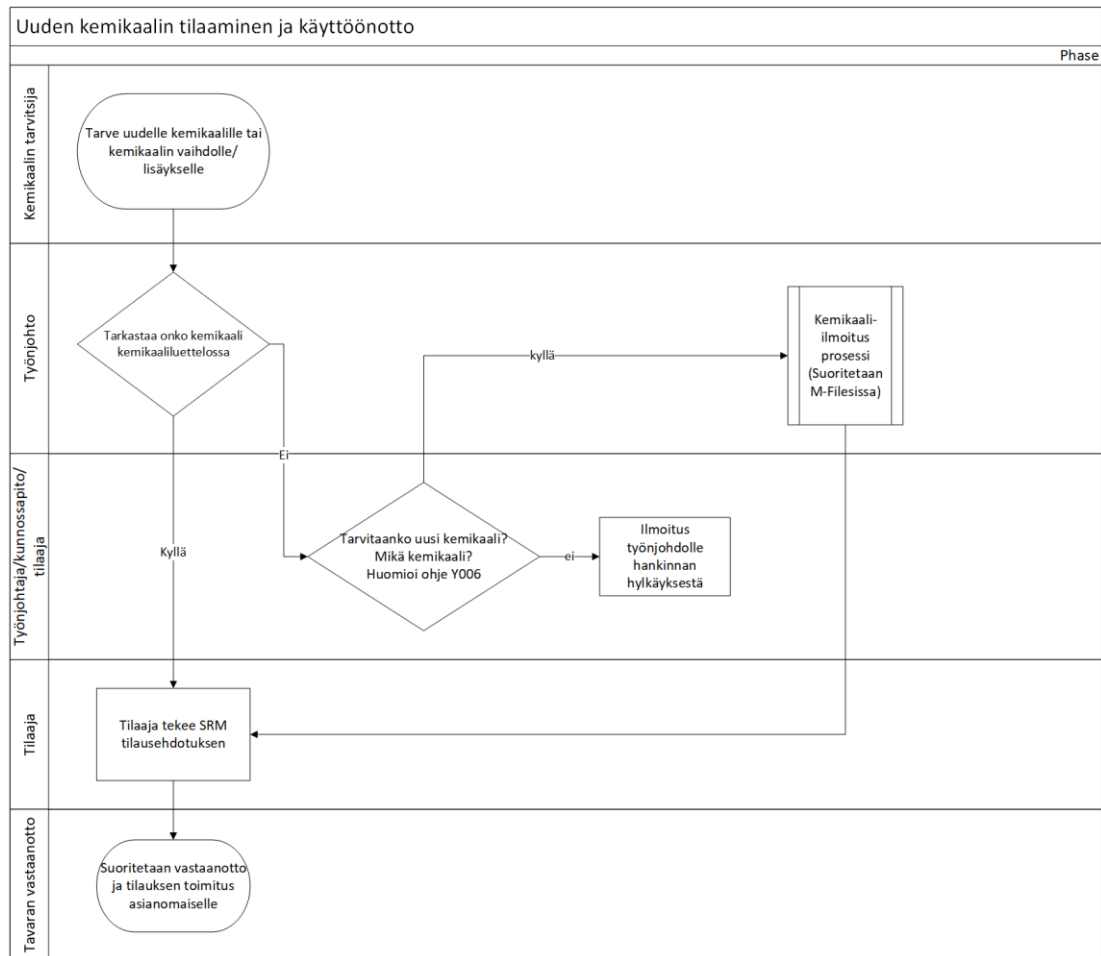 Uuden kemikaalin tilaaminen ja käyttöönotto
Phase
Kemikaalin tarvitsija
Tarve uudelle kemikaalille tai
kemikaalin vaihdolle/
lisäykselle
Työnjohto
Tarkastaa onko kemikaali
kemikaaliluettelossa
kyllä
Kemikaali-
ilmoitus
prosessi
(Suoritetaan
M-Filesissa)
Ei
Työnjohtaja/kunnossapito/
tilaaja
Kyllä
Tarvitaanko uusi kemikaali?
Mikä kemikaali?
Huomioi ohje Y006
ei
Ilmoitus
työnjohdolle
hankinnan
hylkäyksestä
Tilaaja
Tilaaja tekee SRM
tilausehdotuksen
Tavaran vastaanotto
Suoritetaan vastaanotto
ja tilauksen toimitus
asianomaiselle